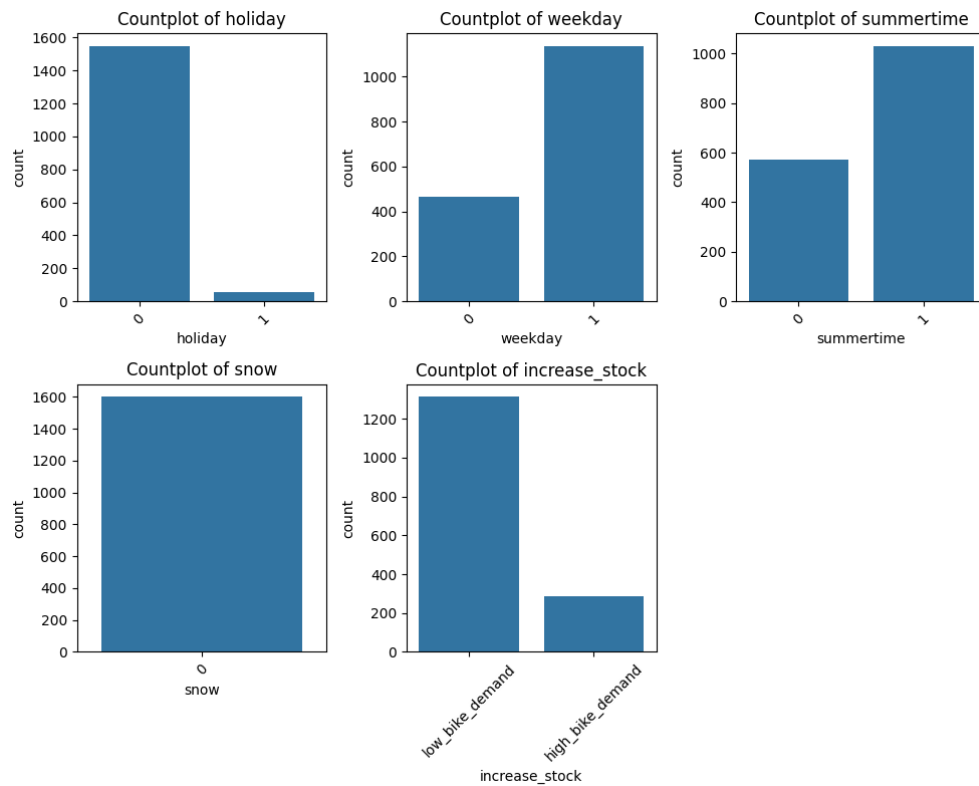 Countplot of holiday
1600
1400
1200
1000
800
600
400
200
0
count
0
1
holiday
Countplot of weekday
1000
800
600
400
200
0
count
0
1
weekday
Countplot of summertime
1000
800
600
400
200
0
count
0
1
summertime
Countplot of snow
1600
1400
1200
1000
800
600
400
200
0
count
0
snow
Countplot of increase_stock
1200
1000
800
600
400
200
0
count
low_bike_demand
high_bike_demand
increase_stock